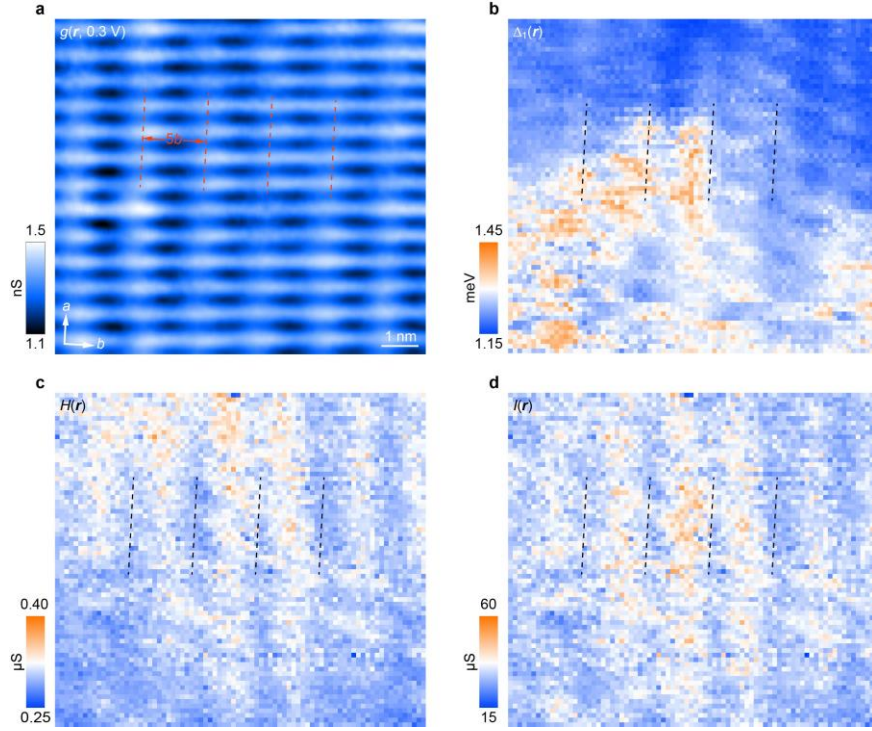 a
g(r, 0.3 V)
5b
1.5
nS
1.1
a
b
1 nm
b
Δ₁(r)
1.45
meV
1.15
c
H(r)
0.40
µS
0.25
d
I(r)
60
µS
15